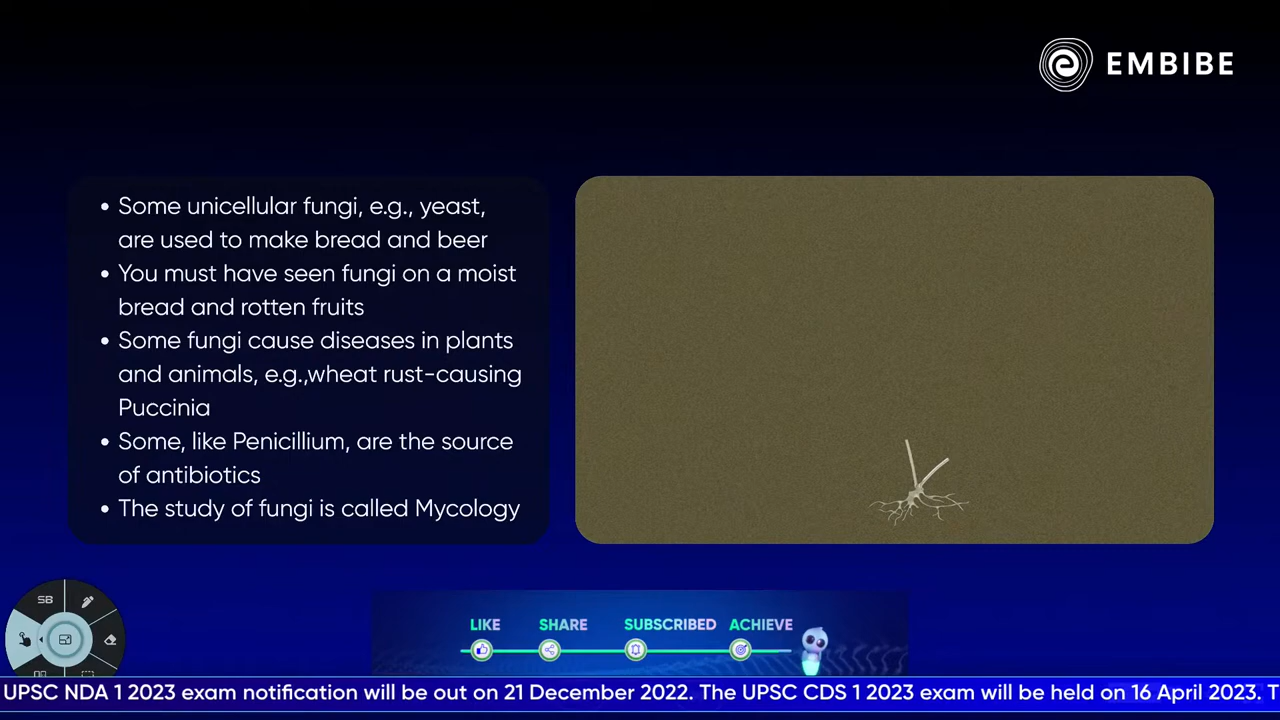 EMBIBE
• Some unicellular fungi, e.g., yeast,
are used to make bread and beer
• You must have seen fungi on a moist
bread and rotten fruits
• Some fungi cause diseases in plants
and animals, e.g.,wheat rust-causing
Puccinia
• Some, like Penicillium, are the source
of antibiotics
• The study of fungi is called Mycology
SB
LIKE SHARE SUBSCRIBED ACHIEVE
UPSC NDA 1 2023 exam notification will be out on 21 December 2022. The UPSC CDS 1 2023 exam will be held on 16 April 2023. T